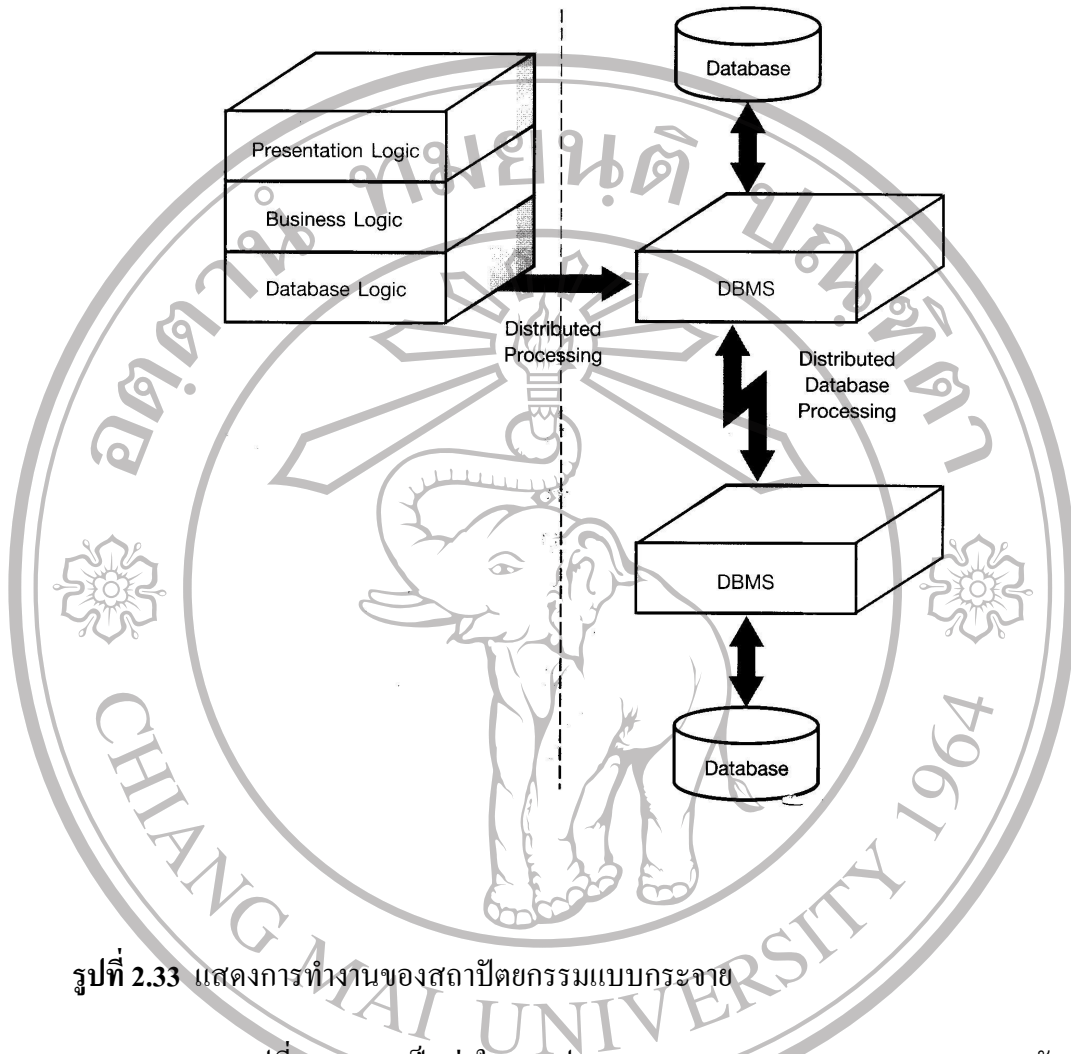 Database
Presentation Logic
Business Logic
Database Logic
DBMS
Distributed
Processing
Distributed
Database
Processing
DBMS
Database
รูปที่ 2.33 แสดงการทำงานของสถาปัตยกรรมแบบกระจาย
CHIANG MAI UNIVERSITY 1964